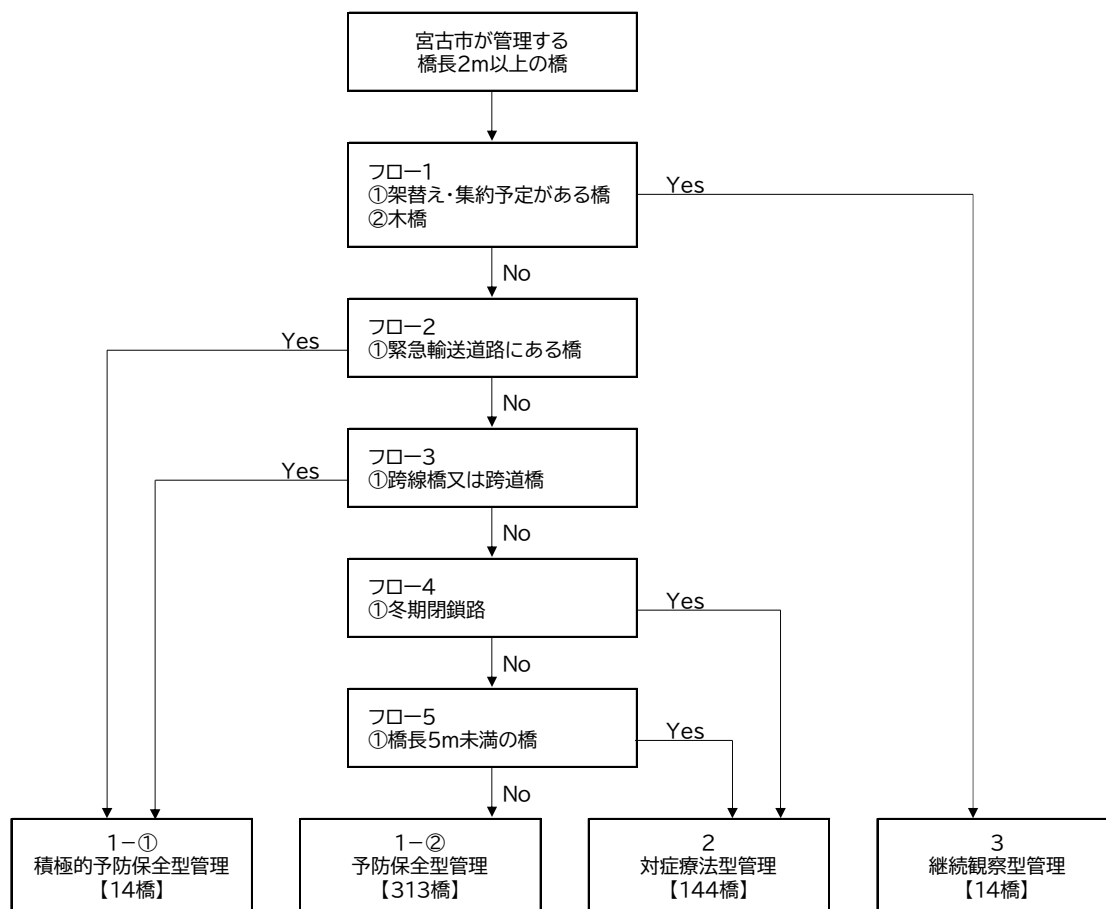 宮古市が管理する
橋長2m以上の橋
フロー1
①架替え・集約予定がある橋
②木橋
Yes
No
フロー2
①緊急輸送道路にある橋
Yes
No
フロー3
①跨線橋又は跨道橋
Yes
No
フロー4
①冬期閉鎖路
Yes
No
フロー5
①橋長5m未満の橋
Yes
No
1－①
積極的予防保全型管理
【14橋】
1－②
予防保全型管理
【313橋】
2
対症療法型管理
【144橋】
3
継続観察型管理
【14橋】